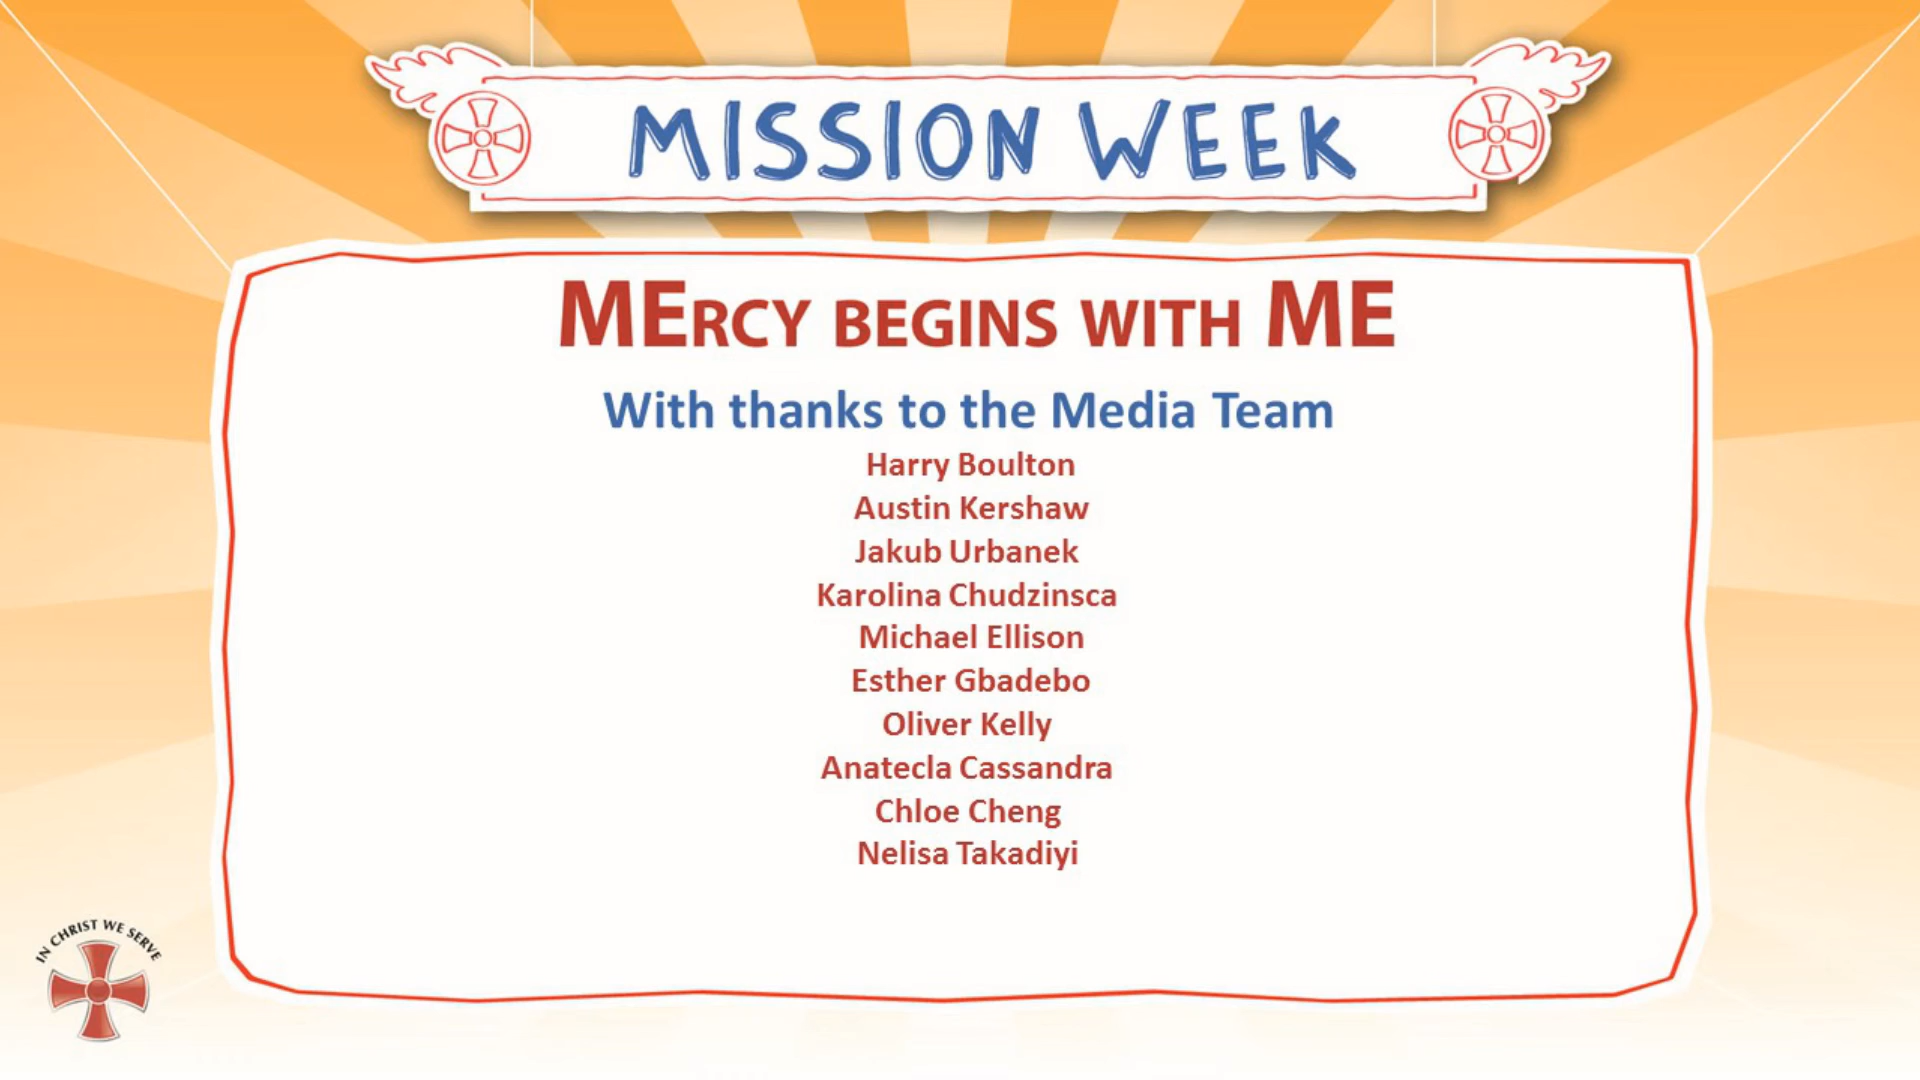 MISSION WEEK
MERCY BEGINS WITH ME
With thanks to the Media Team
Harry Boulton
Austin Kershaw
Jakub Urbanek
Karolina Chudzinsca
Michael Ellison
Esther Gbadebo
Oliver Kelly
Anatecla Cassandra
Chloe Cheng
Nelisa Takadiyi
IN CHRIST WE SERVE